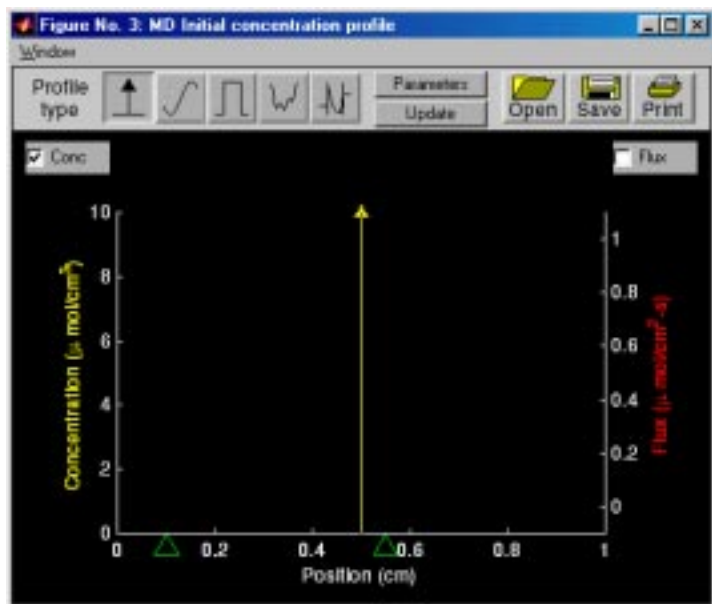 Figure No. 3: MD Initial concentration profile
Window
Profile type
Parameters
Update
Open
Save
Print
Conc
Flux
10
8
6
4
2
0
Concentration (μ mol/cm³)
1
0.8
0.6
0.4
0.2
0
Flux (μ mol/cm²-s)
0
0.2
0.4
0.6
0.8
1
Position (cm)